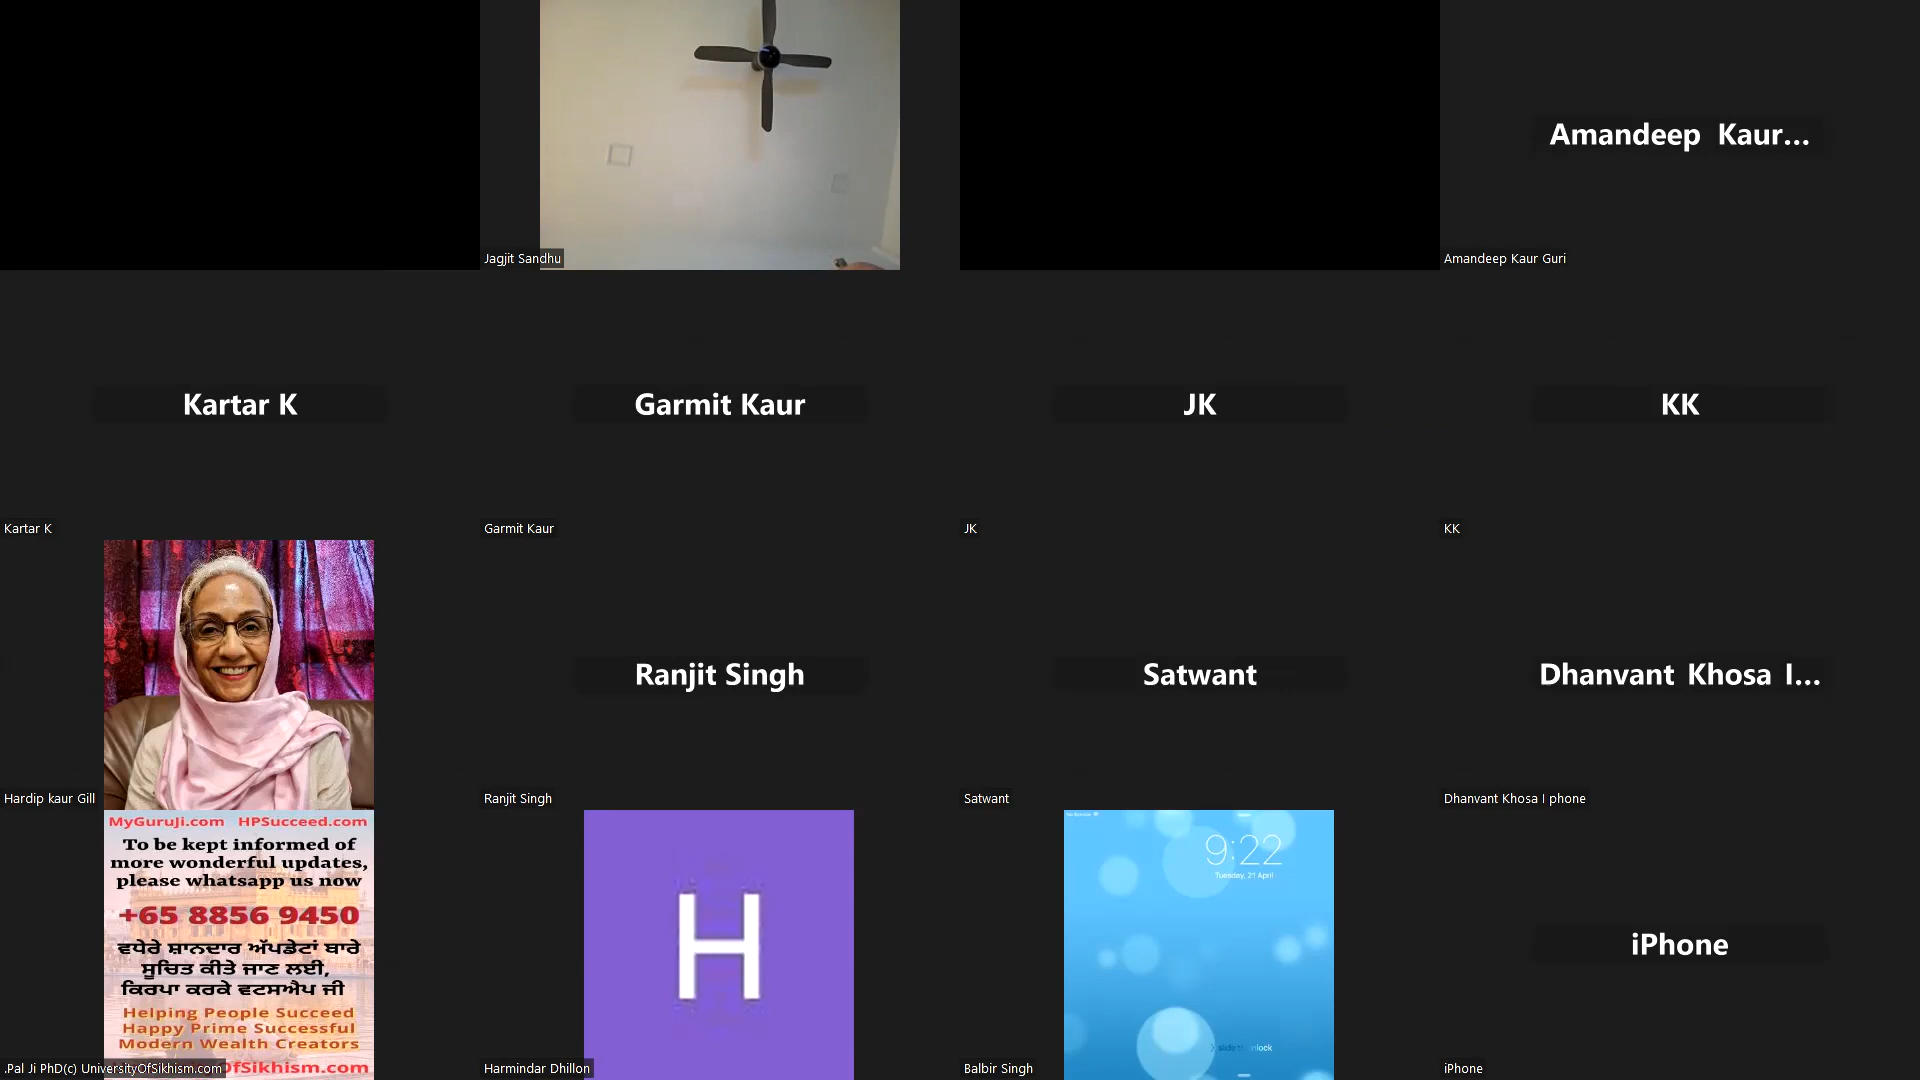 Amandeep Kaur...
Jagjit Sandhu
Amandeep Kaur Guri
Kartar K
Garmit Kaur
JK
KK
Kartar K
Garmit Kaur
JK
KK
Ranjit Singh
Satwant
Dhanvant Khosa I...
Hardip kaur Gill
Ranjit Singh
Satwant
Dhanvant Khosa I phone
MyGuruJi.com HPSucceed.com
To be kept informed of
more wonderful updates,
please whatsapp us now
+65 8856 9450
ਵਧੇਰੇ ਸ਼ਾਨਦਾਰ ਅੱਪਡੇਟਾਂ ਬਾਰੇ
ਸੂਚਿਤ ਕੀਤੇ ਜਾਣ ਲਈ,
ਕਿਰਪਾ ਕਰਕੇ ਵਟਸਐਪ ਜੀ
Helping People Succeed
Happy Prime Successful
Modern Wealth Creators
OfSikhism.com
H
9:22
Tuesday, 21 April
iPhone
.Pal Ji PhD(c) UniversityOfSikhism.com
Harmindar Dhillon
Balbir Singh
iPhone